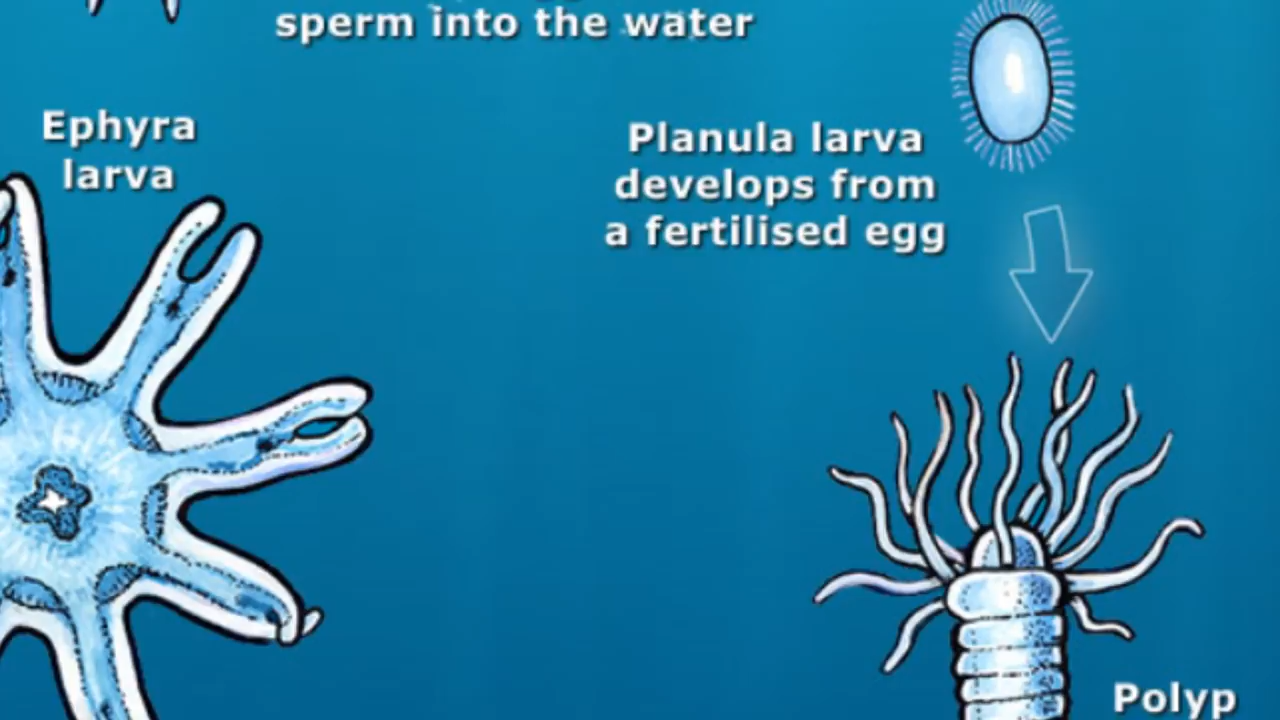 sperm into the water
Ephyra
larva
Planula larva
develops from
a fertilised egg
Polyp